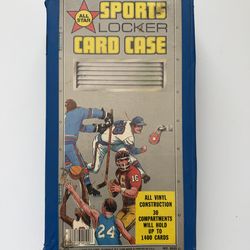 ALL
STAR
SPORTS
LOCKER
CARD CASE
16
24
ALL VINYL
CONSTRUCTION
30
COMPARTMENTS
WILL HOLD
UP TO
1400 CARDS